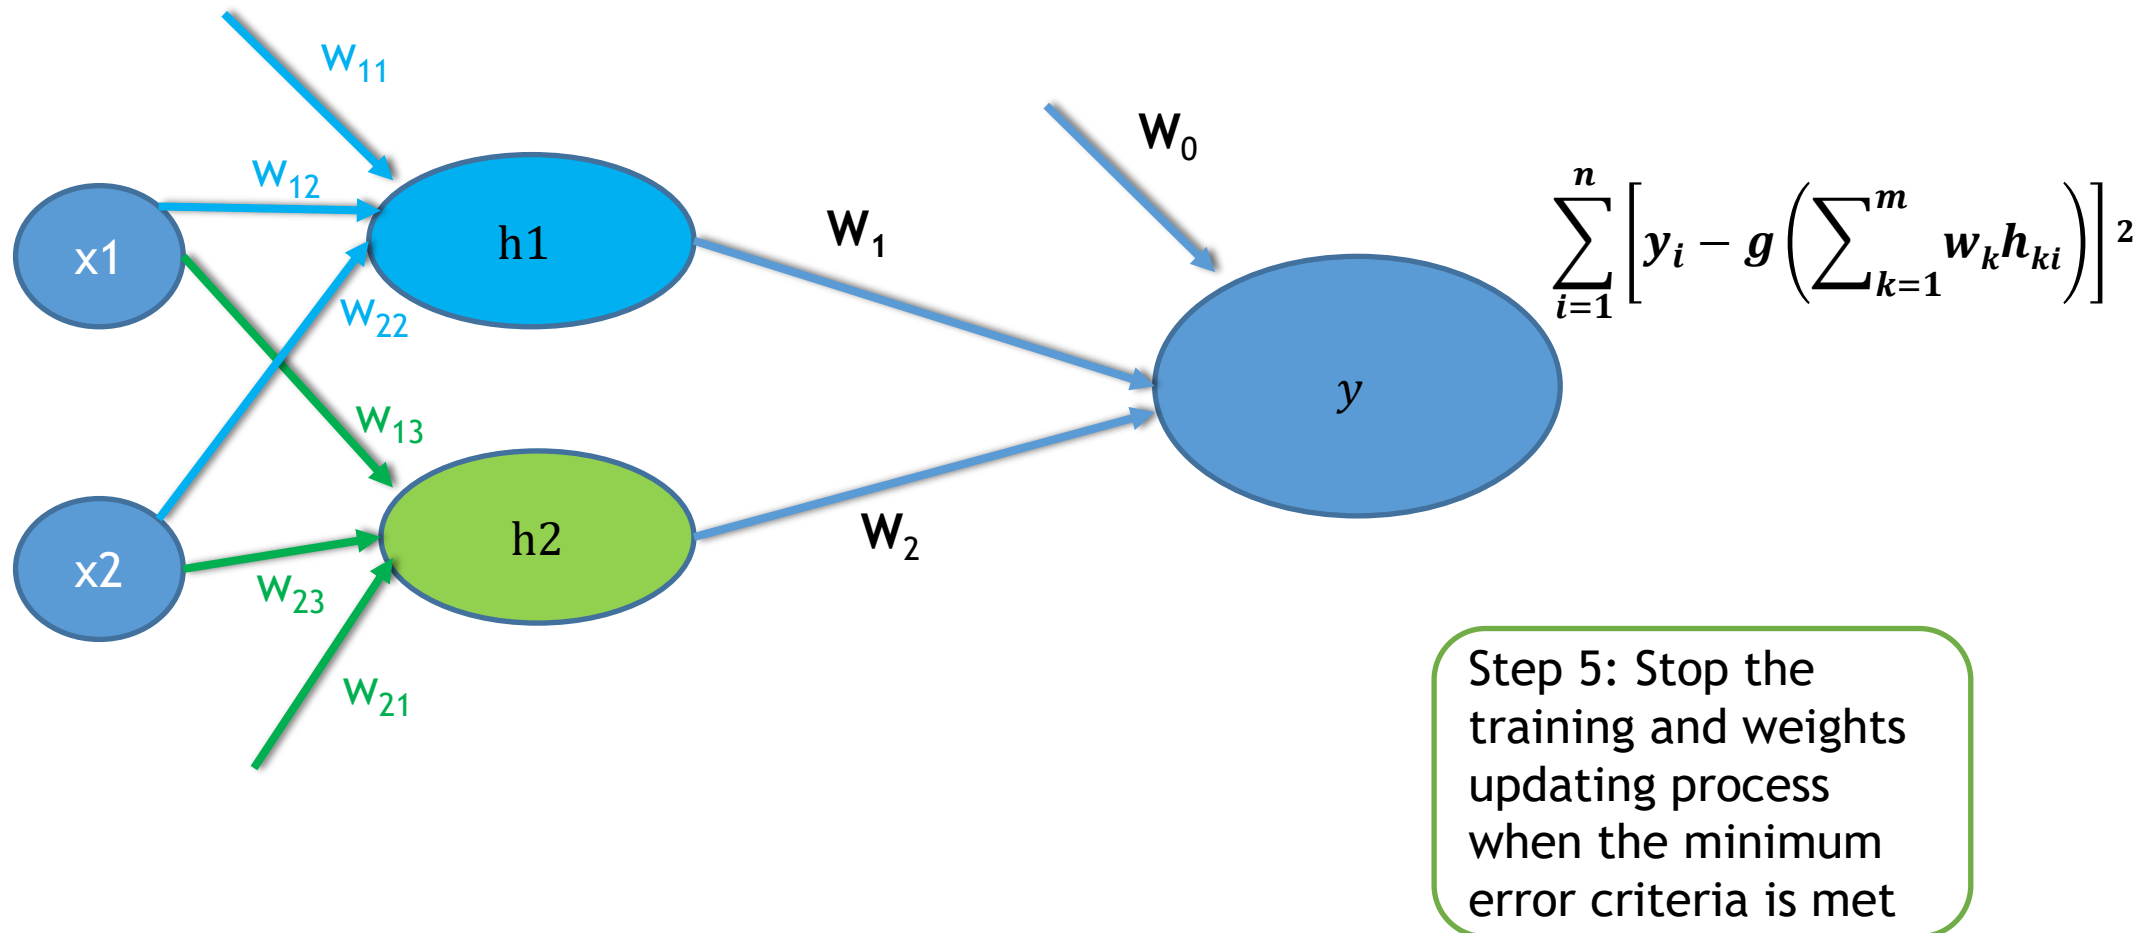 w₁₁
w₁₂
x1
h1
w₂₂
w₁₃
x2
h2
w₂₃
w₂₁
W₁
W₂
W₀
y
∑ᵢ₌₁ⁿ [yᵢ − g(∑ₖ₌₁ᵐ wₖhₖᵢ)]²
Step 5: Stop the
training and weights
updating process
when the minimum
error criteria is met